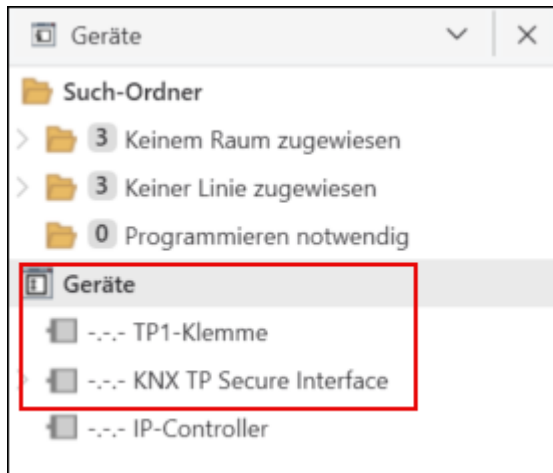 Geräte
Such-Ordner
3 Keinem Raum zugewiesen
3 Keiner Linie zugewiesen
0 Programmieren notwendig
Geräte
-.-.- TP1-Klemme
-.-.- KNX TP Secure Interface
-.-.- IP-Controller